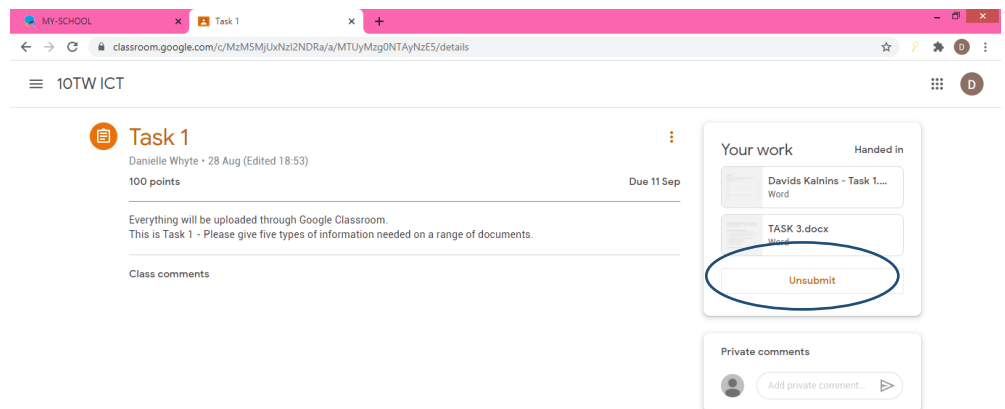 MY-SCHOOL
Task 1
classroom.google.com/c/MzM5MjUxNzI2NDRa/a/MTUyMzg0NTAyNzE5/details
D
10TW ICT
D
Task 1
Danielle Whyte • 28 Aug (Edited 18:53)
100 points
Due 11 Sep
Everything will be uploaded through Google Classroom.
This is Task 1 - Please give five types of information needed on a range of documents.
Class comments
Your work
Handed in
Davids Kalnins - Task 1....
Word
TASK 3.docx
Word
Unsubmit
Private comments
Add private comment...